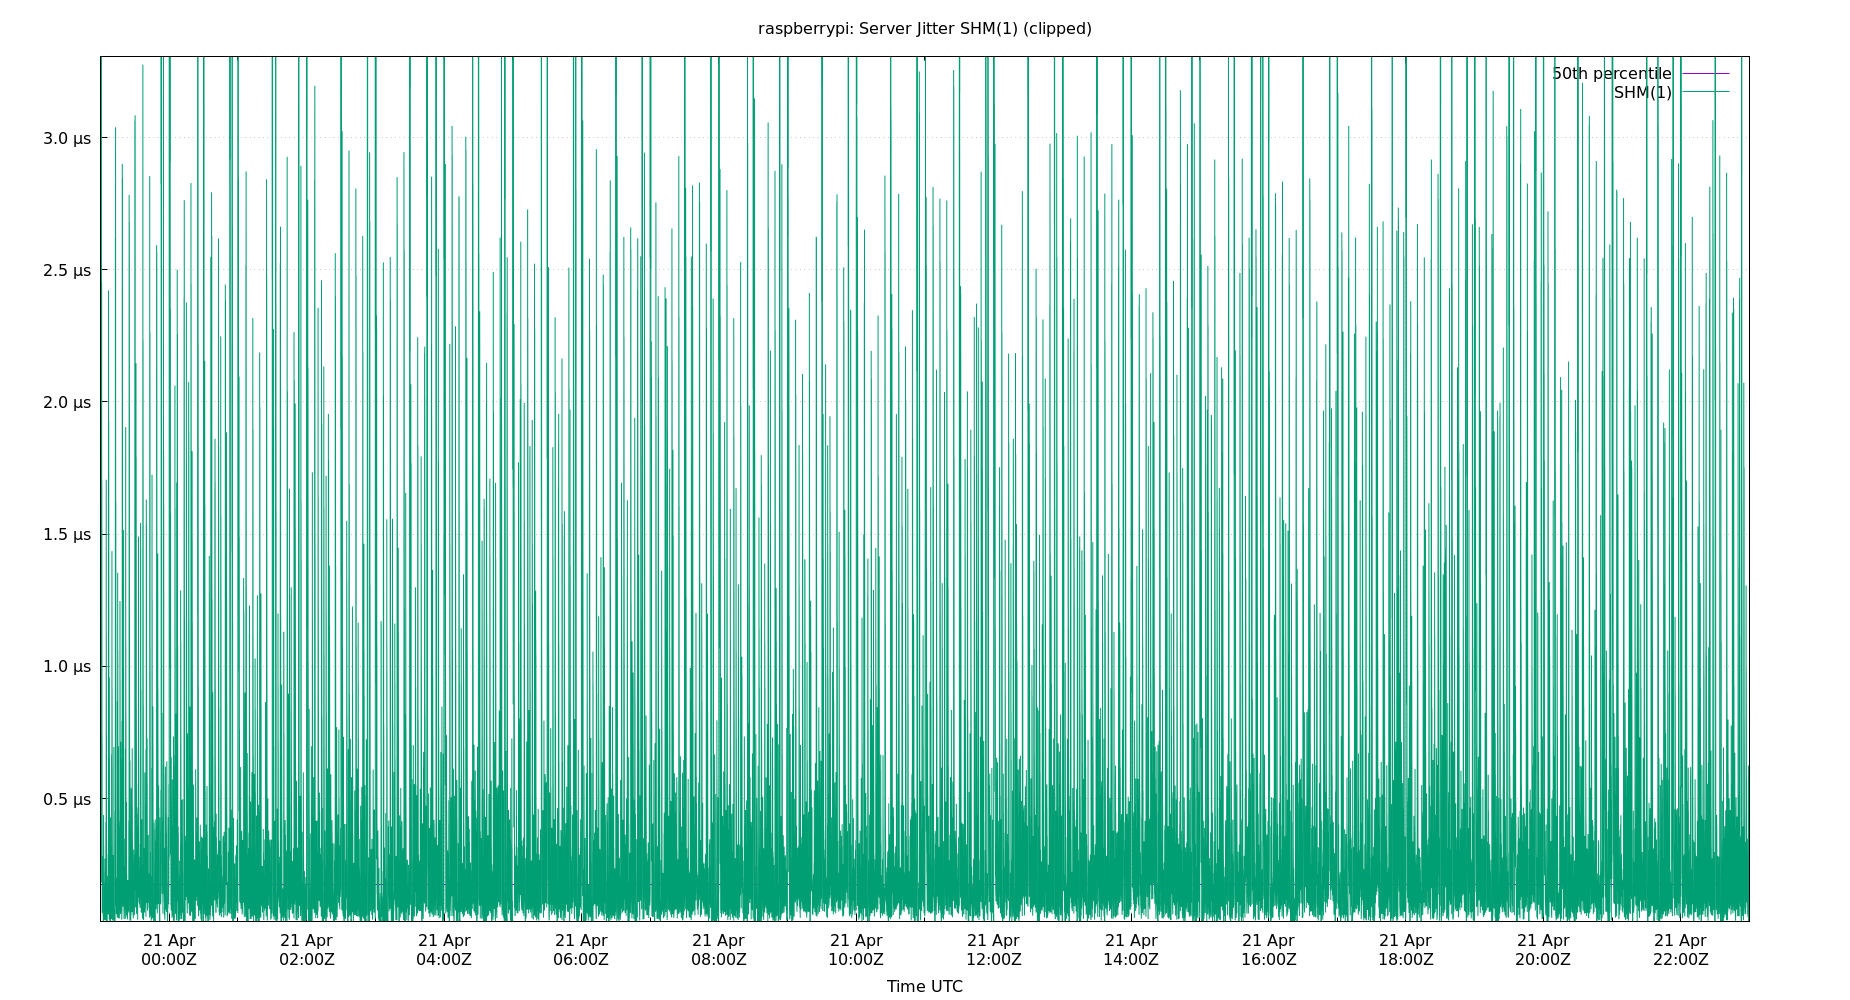 raspberrypi: Server Jitter SHM(1) (clipped)
50th percentile
SHM(1)
3.0 µs
2.5 µs
2.0 µs
1.5 µs
1.0 µs
0.5 µs
21 Apr 21 Apr 21 Apr 21 Apr 21 Apr 21 Apr 21 Apr 21 Apr 21 Apr 21 Apr 21 Apr 21 Apr
00:00Z 02:00Z 04:00Z 06:00Z 08:00Z 10:00Z 12:00Z 14:00Z 16:00Z 18:00Z 20:00Z 22:00Z
Time UTC